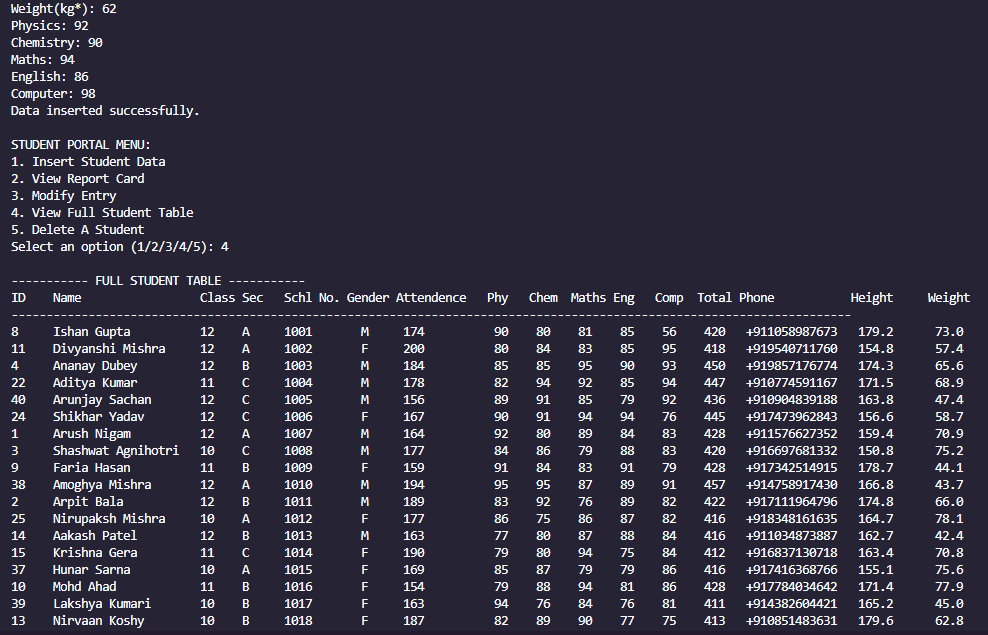 Weight(kg*): 62
Physics: 92
Chemistry: 90
Maths: 94
English: 86
Computer: 98
Data inserted successfully.
STUDENT PORTAL MENU:
1. Insert Student Data
2. View Report Card
3. Modify Entry
4. View Full Student Table
5. Delete A Student
Select an option (1/2/3/4/5): 4
----------- FULL STUDENT TABLE -----------
ID Name Class Sec Schl No. Gender Attendence Phy Chem Maths Eng Comp Total Phone Height Weight
------------------------------------------------------------------------------------------------------------------------
8 Ishan Gupta 12 A 1001 M 174 90 80 81 85 56 420 +911058987673 179.2 73.0
11 Divyanshi Mishra 12 A 1002 F 200 80 84 83 85 95 418 +919540711760 154.8 57.4
4 Ananay Dubey 12 B 1003 M 184 85 85 95 90 93 450 +919857176774 174.3 65.6
22 Aditya Kumar 11 C 1004 M 178 82 94 92 85 94 447 +910774591167 171.5 68.9
40 Arunjay Sachan 12 C 1005 M 156 89 91 85 79 92 436 +910904839188 163.8 47.4
24 Shikhar Yadav 12 C 1006 F 167 90 91 94 94 76 445 +917473962843 156.6 58.7
1 Arush Nigam 12 A 1007 M 164 92 80 89 84 83 428 +911576627352 159.4 70.9
3 Shashwat Agnihotri 10 C 1008 M 177 84 86 79 88 83 420 +916697681332 150.8 75.2
9 Faria Hasan 11 B 1009 F 159 91 84 83 91 79 428 +917342514915 178.7 44.1
38 Amoghya Mishra 12 A 1010 M 194 95 95 87 89 91 457 +914758917430 166.8 43.7
2 Arpit Bala 12 B 1011 M 189 83 92 76 89 82 422 +917111964796 174.8 66.0
25 Nirupaksh Mishra 10 A 1012 F 177 86 75 86 87 82 416 +918348161635 164.7 78.1
14 Aakash Patel 12 B 1013 M 163 77 80 87 88 84 416 +911034873887 162.7 42.4
15 Krishna Gera 11 C 1014 F 190 79 80 94 75 84 412 +916837130718 163.4 70.8
37 Hunar Sarna 10 A 1015 F 169 85 87 79 79 86 416 +917416368766 155.1 75.6
10 Mohd Ahad 11 B 1016 F 154 79 88 94 81 86 428 +917784034642 171.4 77.9
39 Lakshya Kumari 10 B 1017 F 163 94 76 84 76 81 411 +914382604421 165.2 45.0
13 Nirvaan Koshy 10 B 1018 F 187 82 89 90 77 75 413 +910851483631 179.6 62.8